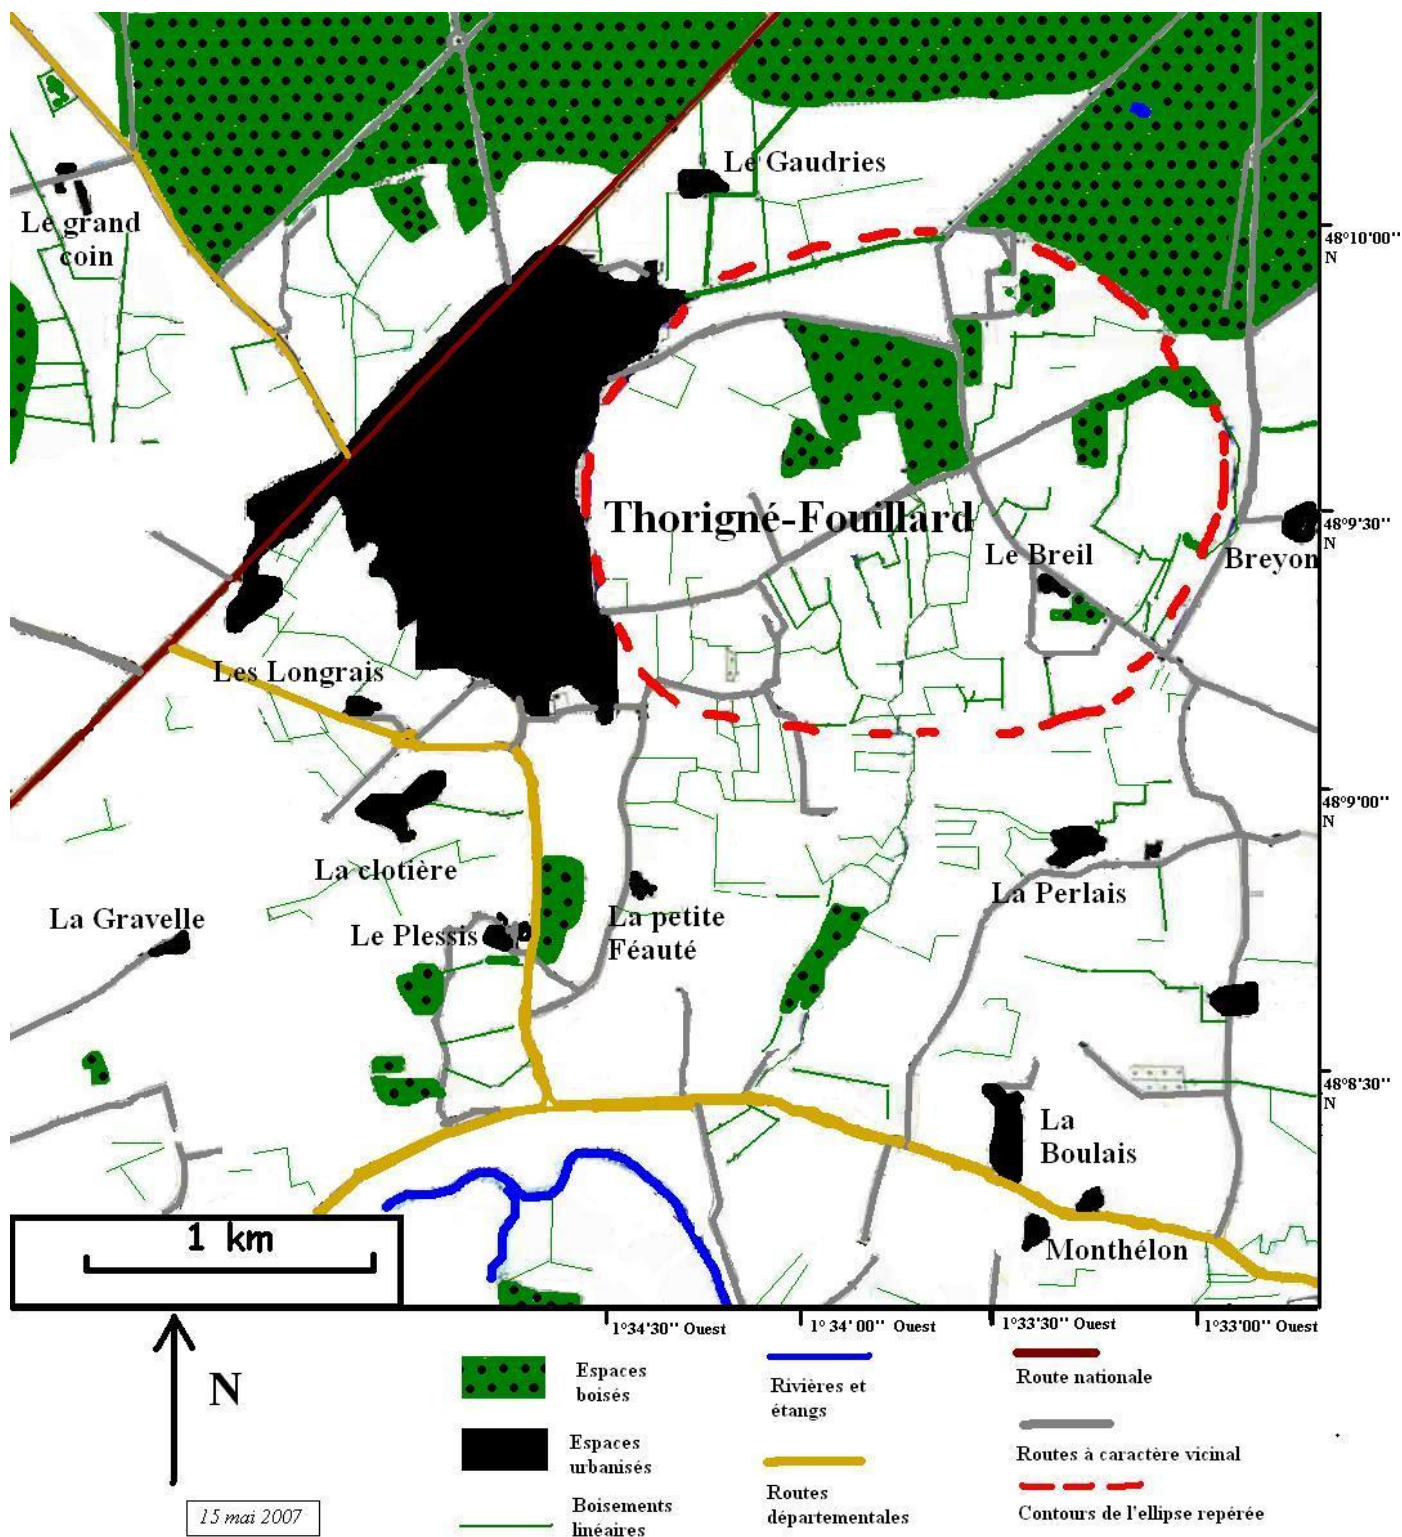 Le Gaudries
Le grand
coin
48°10'00''
N
Thorigné-Fouillard
48°9'30''
N
Le Breil
Breyon
Les Longrais
48°9'00''
N
La clotière
La Perlais
La Gravelle
Le Plessis
La petite
Féauté
48°8'30''
N
La
Boulais
1 km
Monthélon
1°34'30'' Ouest
1° 34'00'' Ouest
1°33'30'' Ouest
1°33'00'' Ouest
N
Espaces
boisés
Rivières et
étangs
Route nationale
Espaces
urbanisés
Routes à caractère vicinal
Routes
départementales
Boisements
linéaires
Contours de l'ellipse repérée
15 mai 2007